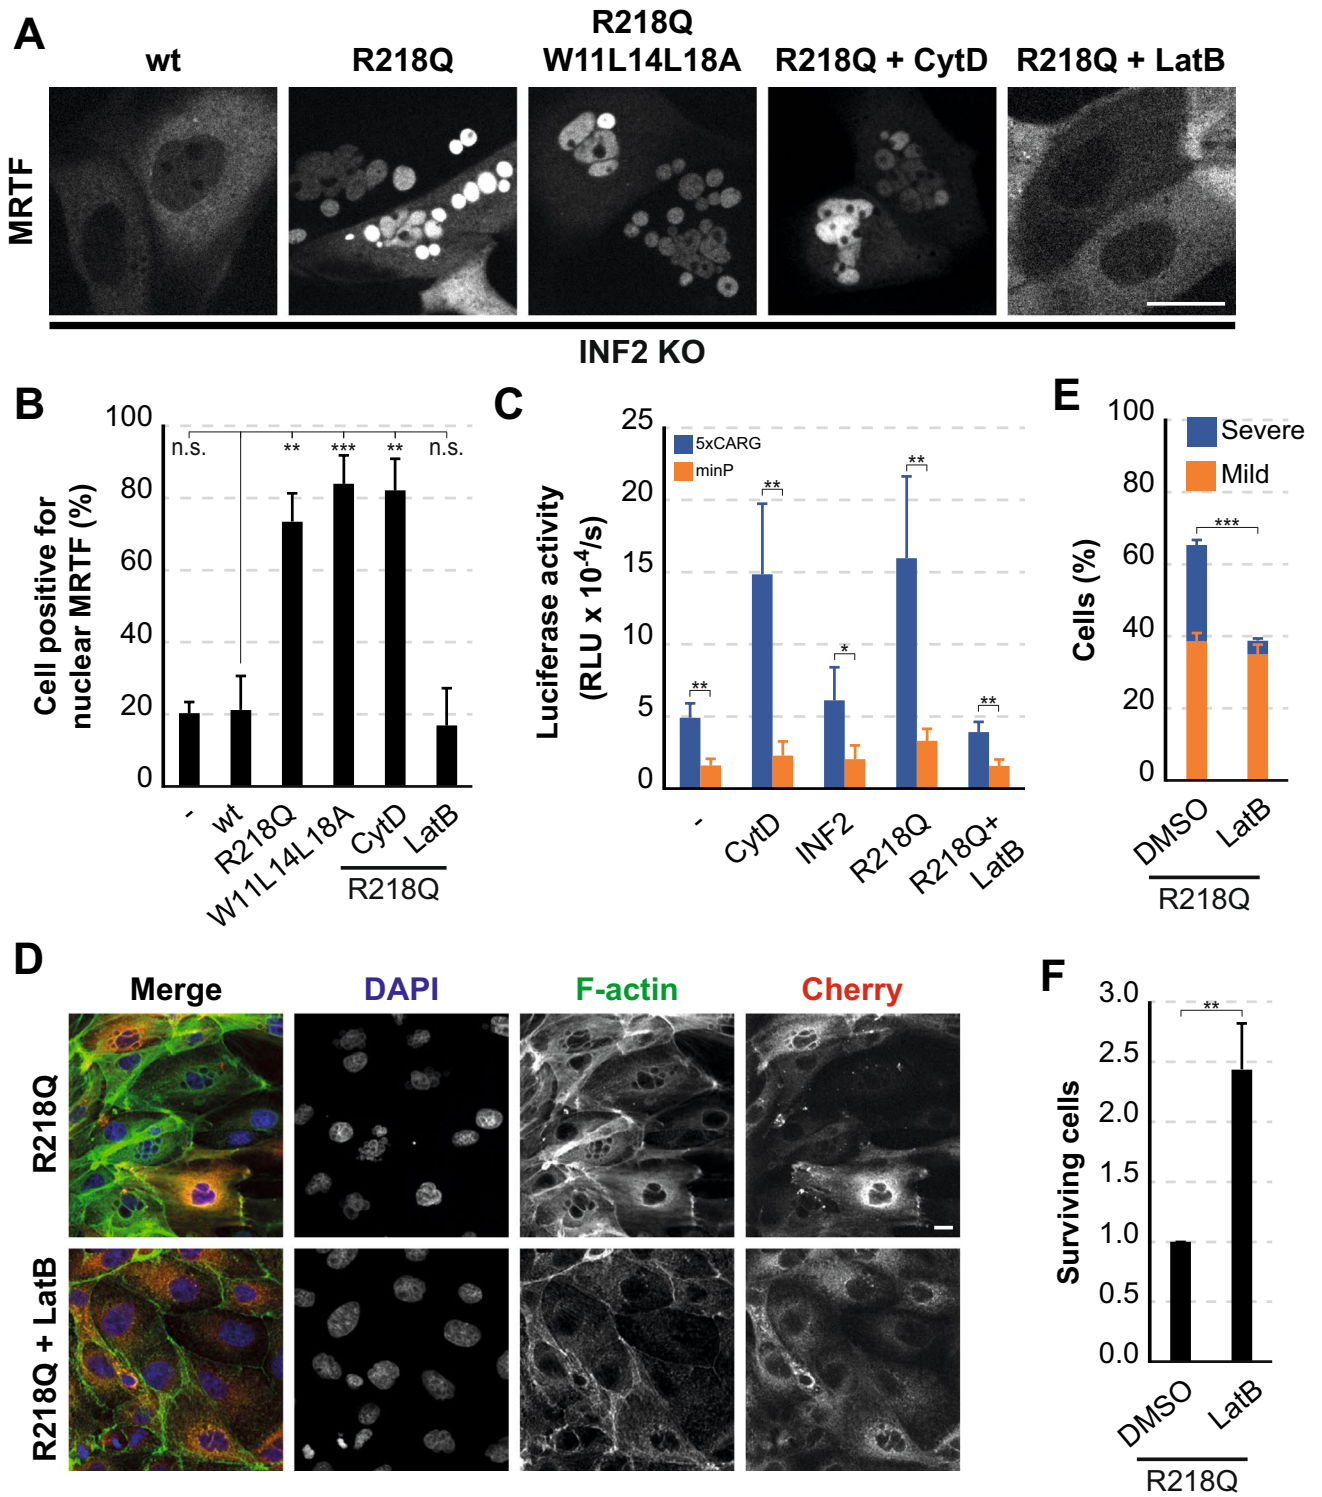 A
wt
R218Q
R218Q
W11L14L18A
R218Q + CytD
R218Q + LatB
MRTF
INF2 KO
B
Cell positive for
nuclear MRTF (%)
100
80
60
40
20
0
n.s.
**
***
**
n.s.
-
wt
R218Q
W11L14L18A
CytD
LatB
R218Q
C
Luciferase activity
(RLU x 10-4/s)
25
20
15
10
5
0
5xCARG
minP
**
**
*
**
**
-
CytD
INF2
R218Q
R218Q+
LatB
E
Cells (%)
100
80
60
40
20
0
Severe
Mild
***
DMSO
LatB
R218Q
D
Merge
DAPI
F-actin
Cherry
R218Q
R218Q + LatB
F
Surviving cells
3.0
2.5
2.0
1.5
1.0
0.5
0.0
**
DMSO
LatB
R218Q